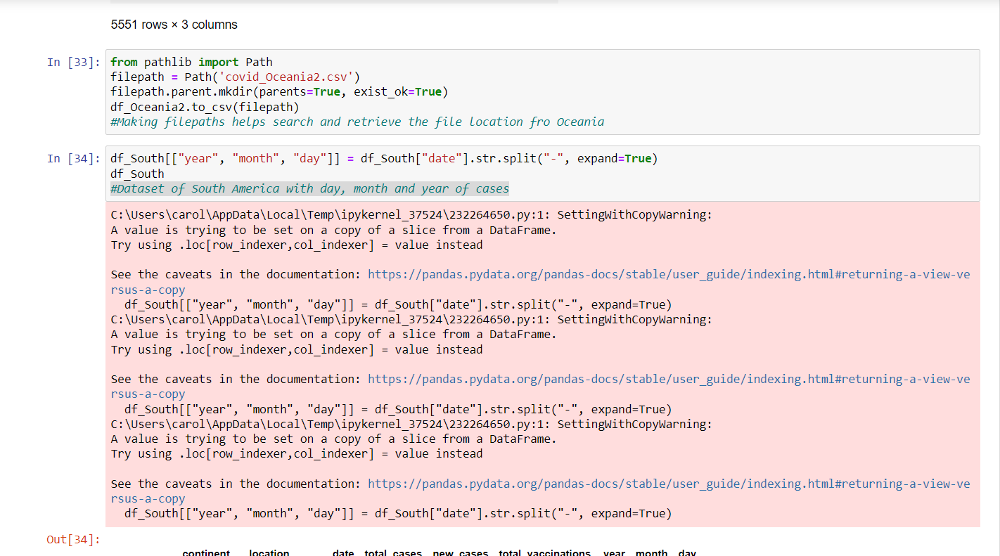 5551 rows × 3 columns
In [33]:
from pathlib import Path
filepath = Path('covid_Oceania2.csv')
filepath.parent.mkdir(parents=True, exist_ok=True)
df_Oceania2.to_csv(filepath)
#Making filepaths helps search and retrieve the file location fro Oceania
In [34]:
df_South[["year", "month", "day"]] = df_South["date"].str.split("-", expand=True)
df_South
#Dataset of South America with day, month and year of cases
C:\Users\carol\AppData\Local\Temp\ipykernel_37524\232264650.py:1: SettingWithCopyWarning:
A value is trying to be set on a copy of a slice from a DataFrame.
Try using .loc[row_indexer,col_indexer] = value instead
See the caveats in the documentation: https://pandas.pydata.org/pandas-docs/stable/user_guide/indexing.html#returning-a-view-ve
rsus-a-copy
df_South[["year", "month", "day"]] = df_South["date"].str.split("-", expand=True)
C:\Users\carol\AppData\Local\Temp\ipykernel_37524\232264650.py:1: SettingWithCopyWarning:
A value is trying to be set on a copy of a slice from a DataFrame.
Try using .loc[row_indexer,col_indexer] = value instead
See the caveats in the documentation: https://pandas.pydata.org/pandas-docs/stable/user_guide/indexing.html#returning-a-view-ve
rsus-a-copy
df_South[["year", "month", "day"]] = df_South["date"].str.split("-", expand=True)
C:\Users\carol\AppData\Local\Temp\ipykernel_37524\232264650.py:1: SettingWithCopyWarning:
A value is trying to be set on a copy of a slice from a DataFrame.
Try using .loc[row_indexer,col_indexer] = value instead
See the caveats in the documentation: https://pandas.pydata.org/pandas-docs/stable/user_guide/indexing.html#returning-a-view-ve
rsus-a-copy
df_South[["year", "month", "day"]] = df_South["date"].str.split("-", expand=True)
Out[34]:
continent location date total_cases new_cases total_vaccinations year month day